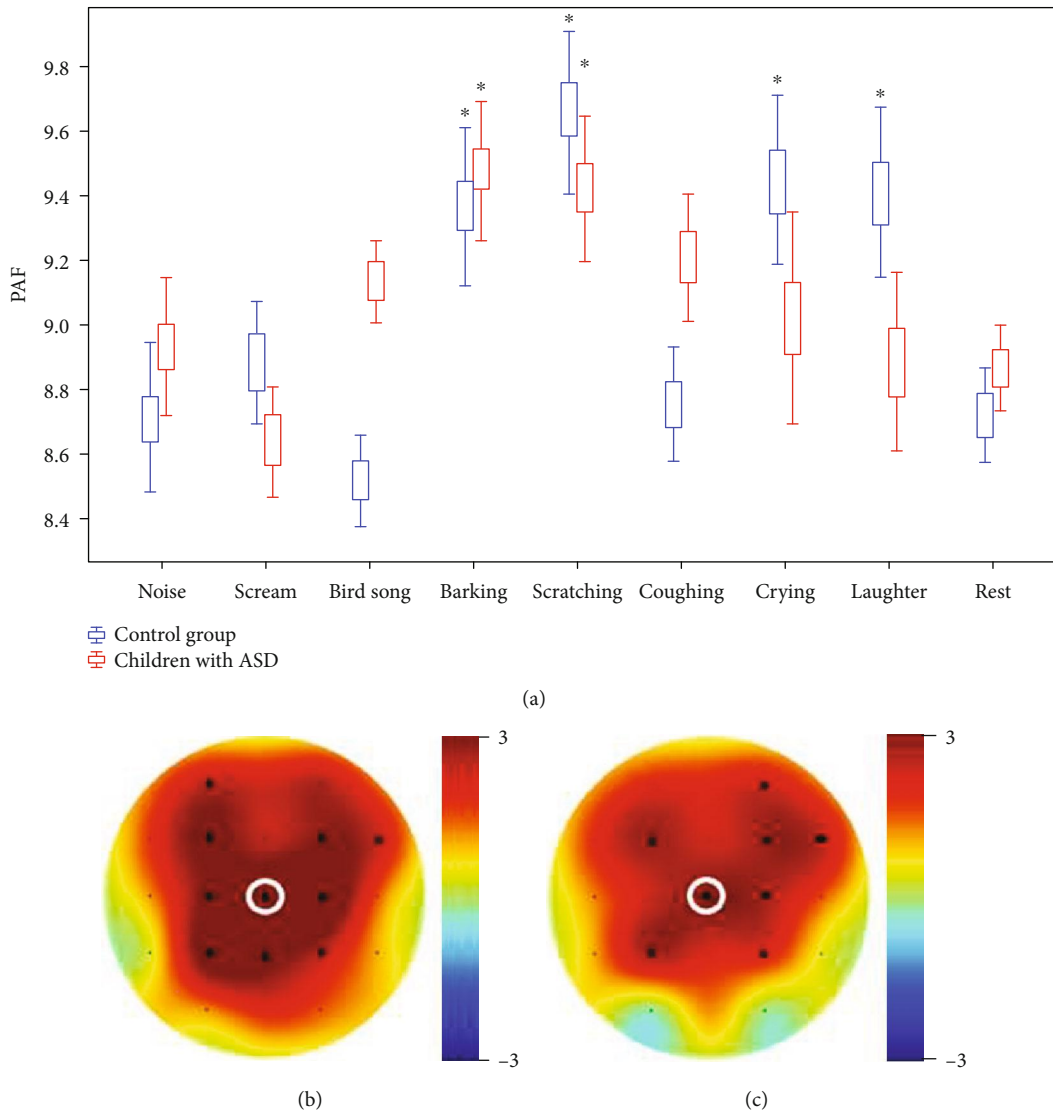 * *
* *
* *
9.8
9.6
9.4
9.2
9.0
8.8
8.6
8.4
PAF
Noise Scream Bird song Barking Scratching Coughing Crying Laughter Rest
Control group
Children with ASD
(a)
3 3
–3 –3
(b) (c)